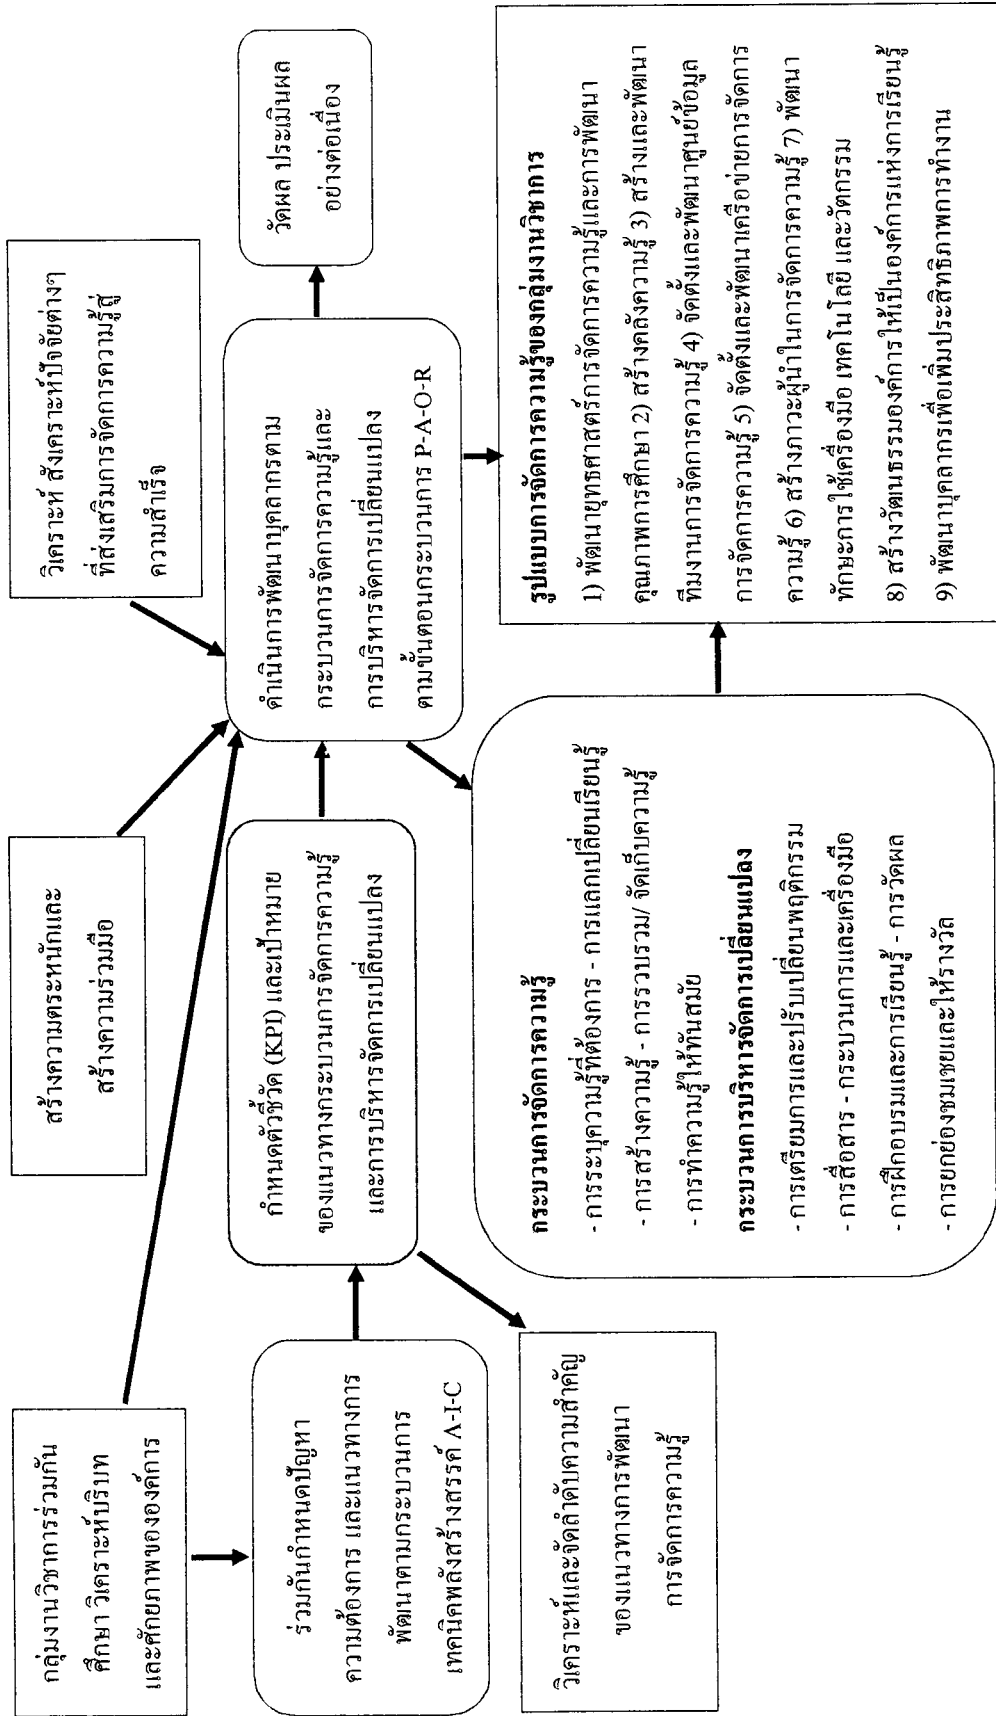 กลุ่มงานวิชาการร่วมกัน
ศึกษา วิเคราะห์บริบท
และศักยภาพขององค์การ
สร้างความตระหนักและ
สร้างความร่วมมือ
วิเคราะห์ สังเคราะห์ปัจจัยต่างๆ
ที่ส่งเสริมการจัดการความรู้สู่
ความสำเร็จ
ร่วมกันกำหนดปัญหา
ความต้องการ และแนวทางการ
พัฒนาตามกระบวนการ
เทคนิคพลังสร้างสรรค์ A-I-C
กำหนดตัวชี้วัด (KPI) และเป้าหมาย
ของแนวทางกระบวนการจัดการความรู้
และการบริหารจัดการเปลี่ยนแปลง
ดำเนินการพัฒนาบุคลากรตาม
กระบวนการจัดการความรู้และ
การบริหารจัดการเปลี่ยนแปลง
ตามขั้นตอนกระบวนการ P-A-O-R
วัดผล ประเมินผล
อย่างต่อเนื่อง
วิเคราะห์และจัดลำดับความสำคัญ
ของแนวทางการพัฒนา
การจัดการความรู้
กระบวนการจัดการความรู้
- การระบุความรู้ที่ต้องการ - การแลกเปลี่ยนเรียนรู้
- การสร้างความรู้ - การรวบรวม/ จัดเก็บความรู้
- การทำความรู้ให้ทันสมัย
กระบวนการบริหารจัดการเปลี่ยนแปลง
- การเตรียมการและปรับเปลี่ยนพฤติกรรม
- การสื่อสาร - กระบวนการและเครื่องมือ
- การฝึกอบรมและการเรียนรู้ - การวัดผล
- การยกย่องชมเชยและให้รางวัล
รูปแบบการจัดการความรู้ของกลุ่มงานวิชาการ
1) พัฒนายุทธศาสตร์การจัดการความรู้และการพัฒนา
คุณภาพการศึกษา 2) สร้างคลังความรู้ 3) สร้างและพัฒนา
ทีมงานการจัดการความรู้ 4) จัดตั้งและพัฒนาศูนย์ข้อมูล
การจัดการความรู้ 5) จัดตั้งและพัฒนาเครือข่ายการจัดการ
ความรู้ 6) สร้างภาวะผู้นำในการจัดการความรู้ 7) พัฒนา
ทักษะการใช้เครื่องมือ เทคโนโลยี และวัตกรรม
8) สร้างวัฒนธรรมองค์การให้เป็นองค์การแห่งการเรียนรู้
9) พัฒนาบุคลากรเพื่อเพิ่มประสิทธิภาพการทำงาน